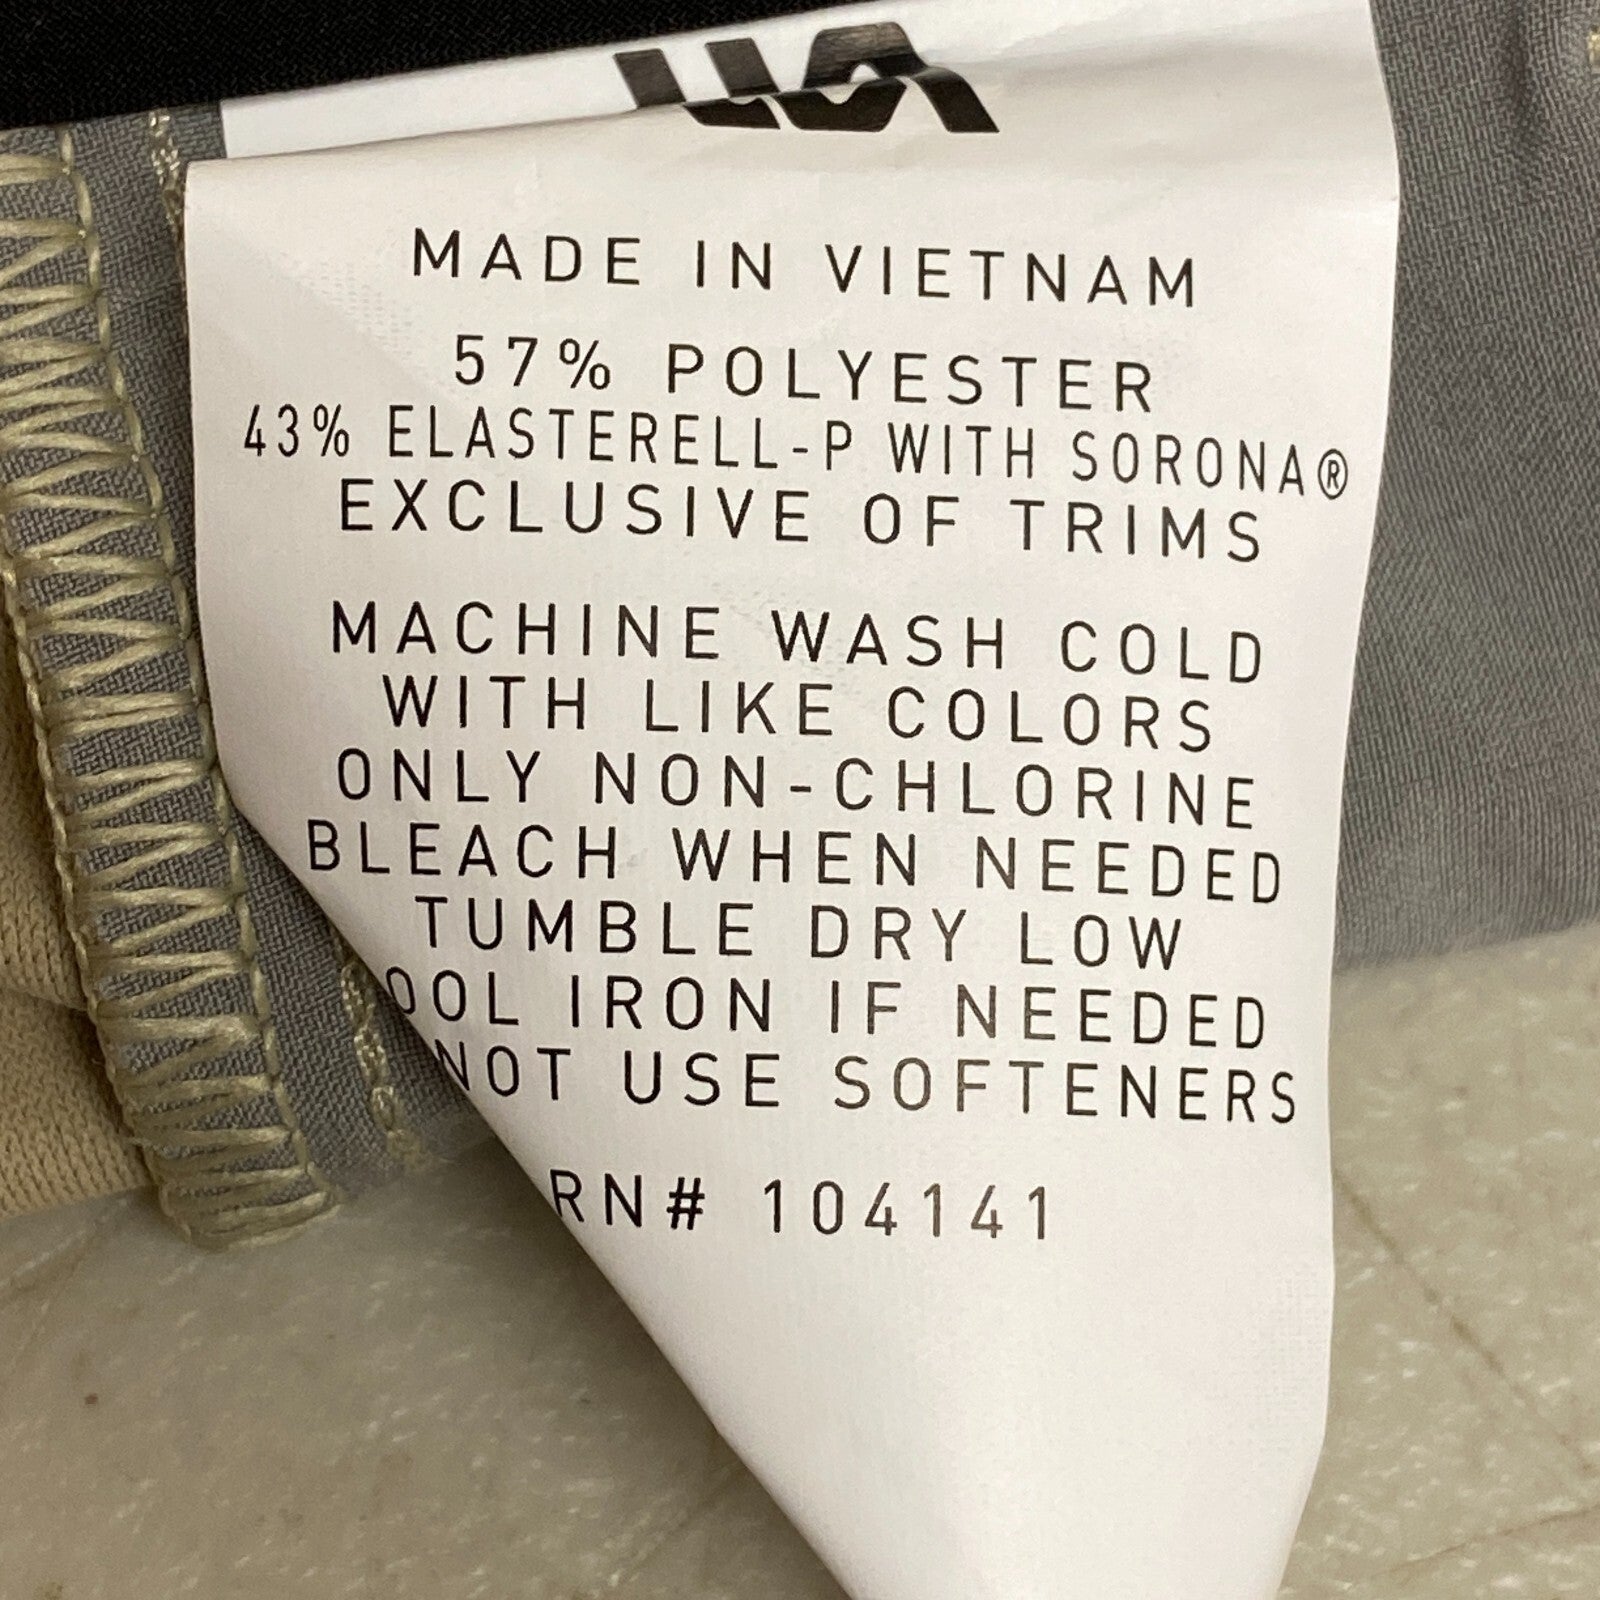 MADE IN VIETNAM
57% POLYESTER
43% ELASTERELL-P WITH SORONA®
EXCLUSIVE OF TRIMS
MACHINE WASH COLD
WITH LIKE COLORS
ONLY NON-CHLORINE
BLEACH WHEN NEEDED
TUMBLE DRY LOW
OOL IRON IF NEEDED
NOT USE SOFTENERS
RN# 104141